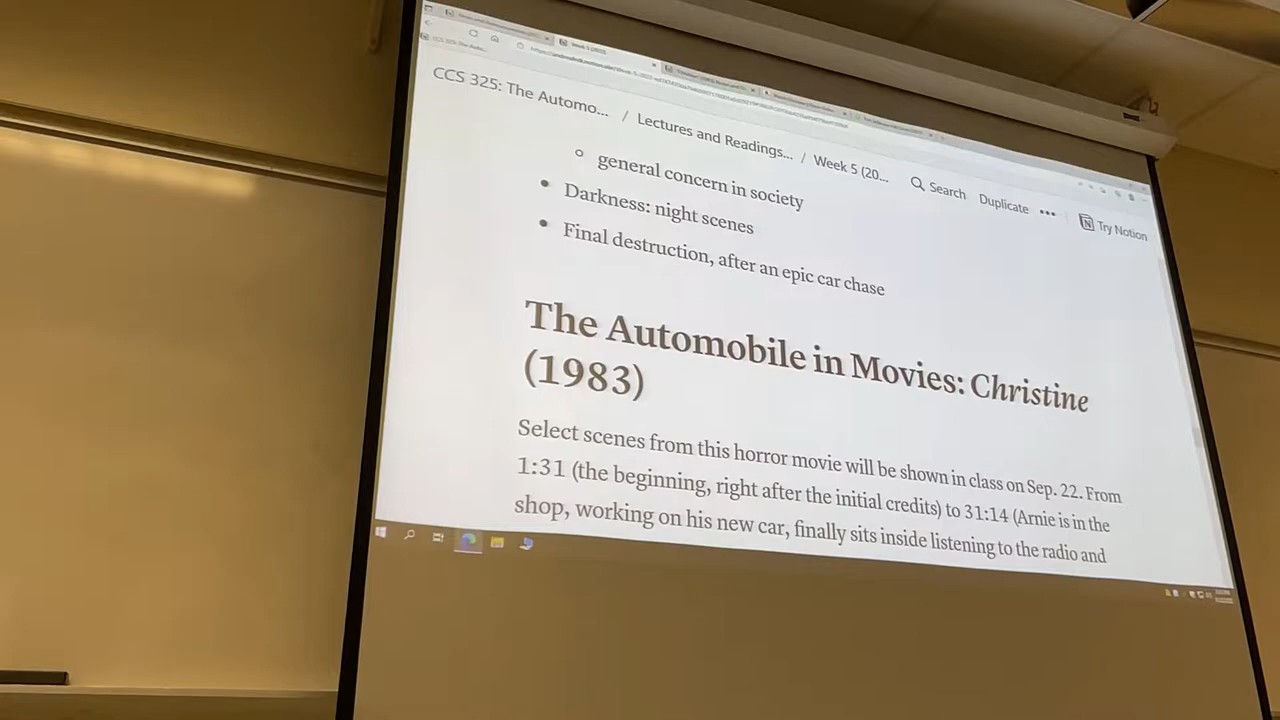 Week 5 (2022)
CCS 325: The Automo... / Lectures and Readings... / Week 5 (20... Search Duplicate ••• Try Notion
general concern in society
Darkness: night scenes
Final destruction, after an epic car chase
The Automobile in Movies: Christine
(1983)
Select scenes from this horror movie will be shown in class on Sep. 22. From
1:31 (the beginning, right after the initial credits) to 31:14 (Arnie is in the
shop, working on his new car, finally sits inside listening to the radio and